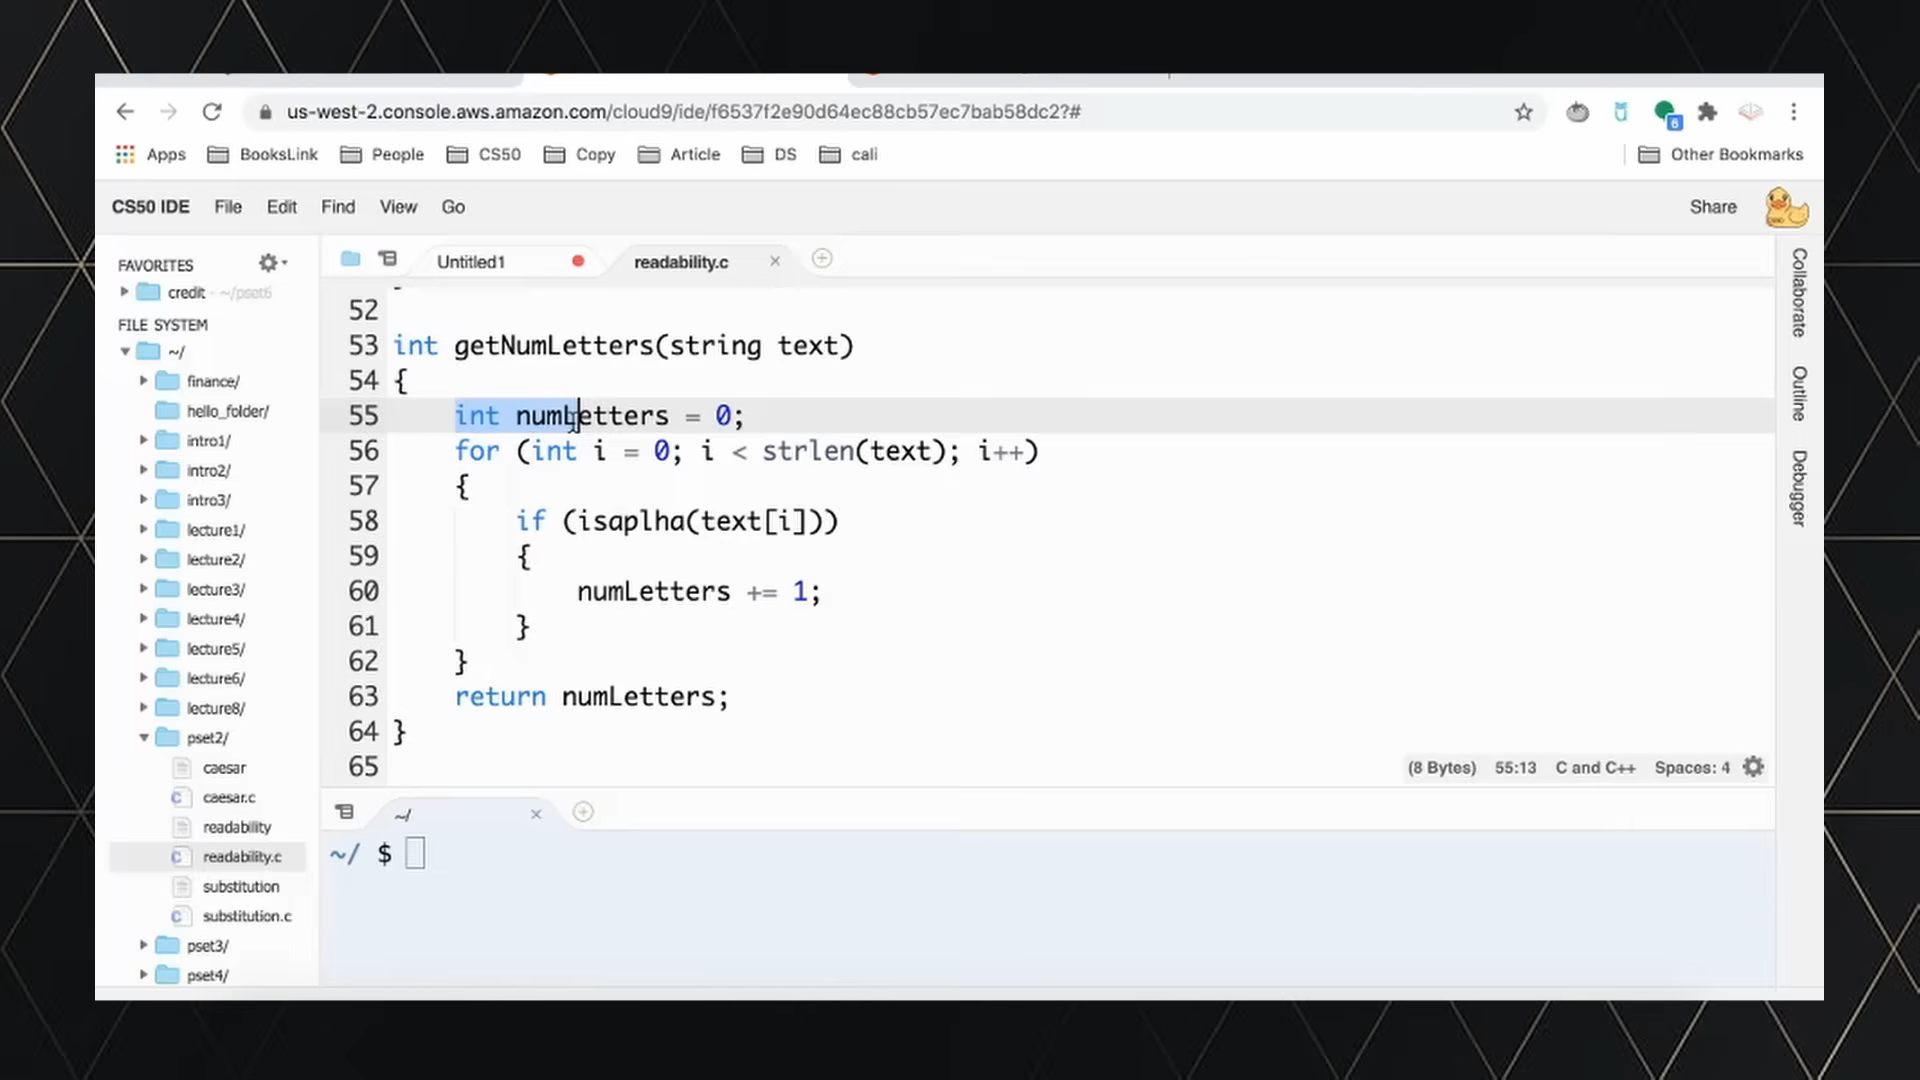 us-west-2.console.aws.amazon.com/cloud9/ide/f6537f2e90d64ec88cb57ec7bab58dc2?#
6
Apps BooksLink People CS50 Copy Article DS cali Other Bookmarks
CS50 IDE File Edit Find View Go Share
FAVORITES
credit - ~/pset6
FILE SYSTEM
~/
finance/
hello_folder/
intro1/
intro2/
intro3/
lecture1/
lecture2/
lecture3/
lecture4/
lecture5/
lecture6/
lecture8/
pset2/
caesar
caesar.c
readability
readability.c
substitution
substitution.c
pset3/
pset4/
Untitled1 readability.c
52
53 int getNumLetters(string text)
54 {
55 int numLetters = 0;
56 for (int i = 0; i < strlen(text); i++)
57 {
58 if (isaplha(text[i]))
59 {
60 numLetters += 1;
61 }
62 }
63 return numLetters;
64 }
65
(8 Bytes) 55:13 C and C++ Spaces: 4
~/
~/ $
Collaborate
Outline
Debugger